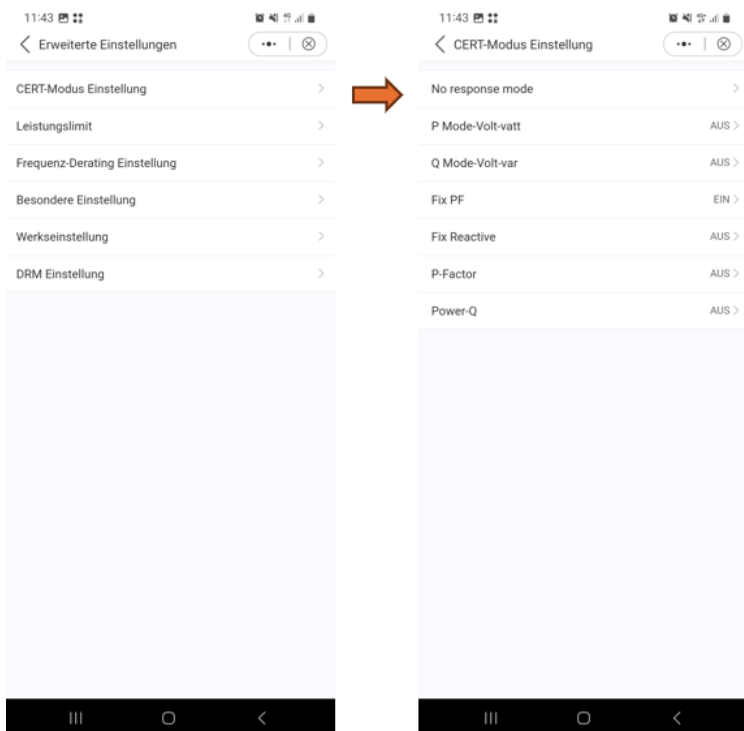 11:43
Erweiterte Einstellungen
CERT-Modus Einstellung
Leistungslimit
Frequenz-Derating Einstellung
Besondere Einstellung
Werkseinstellung
DRM Einstellung
11:43
CERT-Modus Einstellung
No response mode
P Mode-Volt-vatt AUS
Q Mode-Volt-var AUS
Fix PF EIN
Fix Reactive AUS
P-Factor AUS
Power-Q AUS